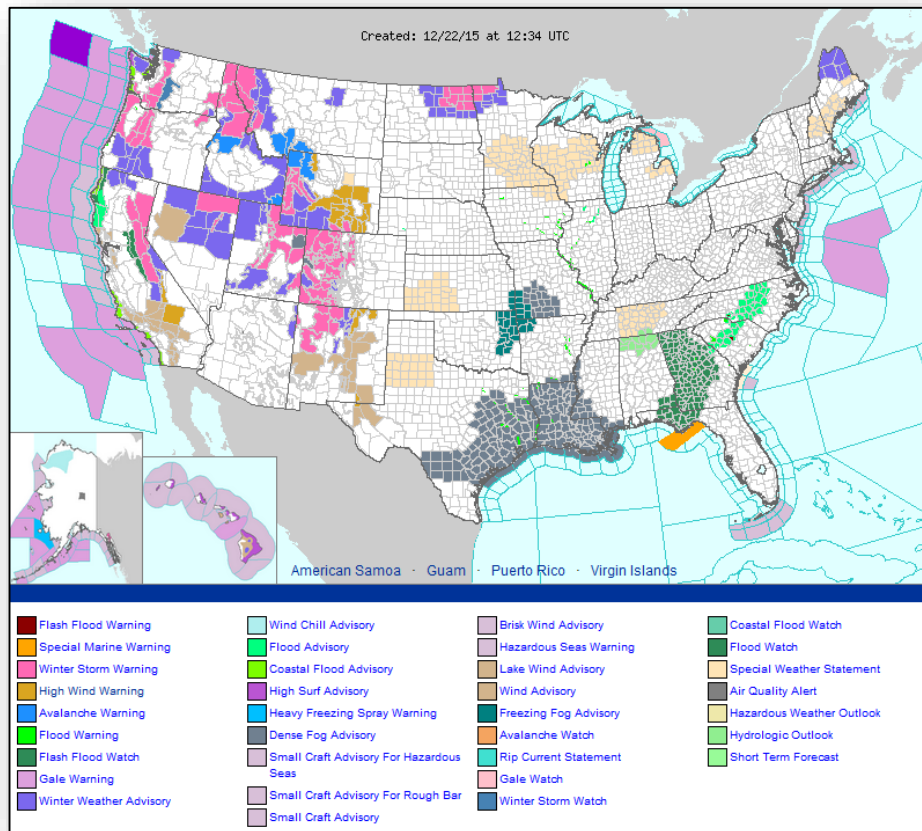 Created: 12/22/15 at 12:34 UTC
American Samoa · Guam · Puerto Rico · Virgin Islands
Flash Flood Warning
Special Marine Warning
Winter Storm Warning
High Wind Warning
Avalanche Warning
Flood Warning
Flash Flood Watch
Gale Warning
Winter Weather Advisory
Wind Chill Advisory
Flood Advisory
Coastal Flood Advisory
High Surf Advisory
Heavy Freezing Spray Warning
Dense Fog Advisory
Small Craft Advisory For Hazardous
Seas
Small Craft Advisory For Rough Bar
Small Craft Advisory
Brisk Wind Advisory
Hazardous Seas Warning
Lake Wind Advisory
Wind Advisory
Freezing Fog Advisory
Avalanche Watch
Rip Current Statement
Gale Watch
Winter Storm Watch
Coastal Flood Watch
Flood Watch
Special Weather Statement
Air Quality Alert
Hazardous Weather Outlook
Hydrologic Outlook
Short Term Forecast